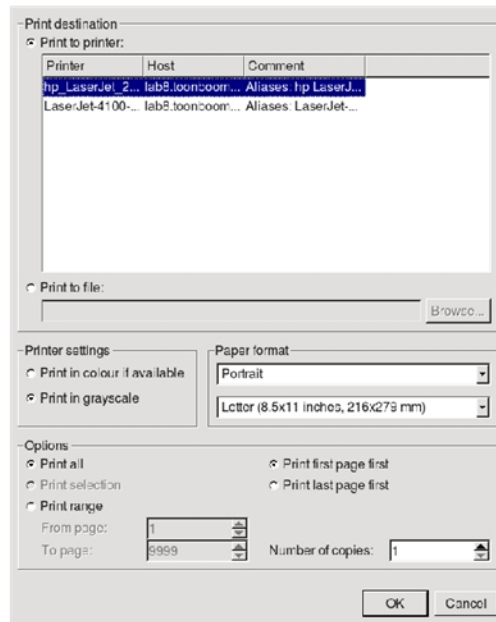 Print destination
Print to printer:
Printer Host Comment
hp_LaserJet_2... lab8.toonboom... Aliases: hp LaserJ...
LaserJet-4100-... lab8.toonboom... Aliases: LaserJet-...
Print to file:
Browse...
Printer settings
Print in colour if available
Print in grayscale
Paper format
Portrait
Letter (8.5x11 inches, 216x279 mm)
Options
Print all
Print selection
Print range
From page: 1
To page: 9999
Print first page first
Print last page first
Number of copies: 1
OK Cancel